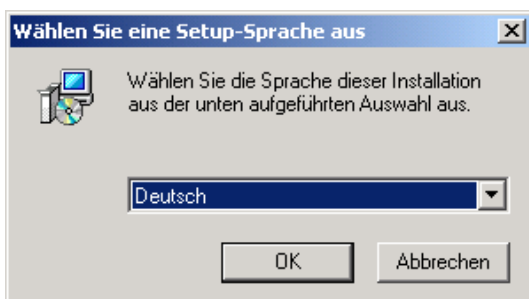 Wählen Sie eine Setup-Sprache aus
Wählen Sie die Sprache dieser Installation
aus der unten aufgeführten Auswahl aus.
Deutsch
OK
Abbrechen